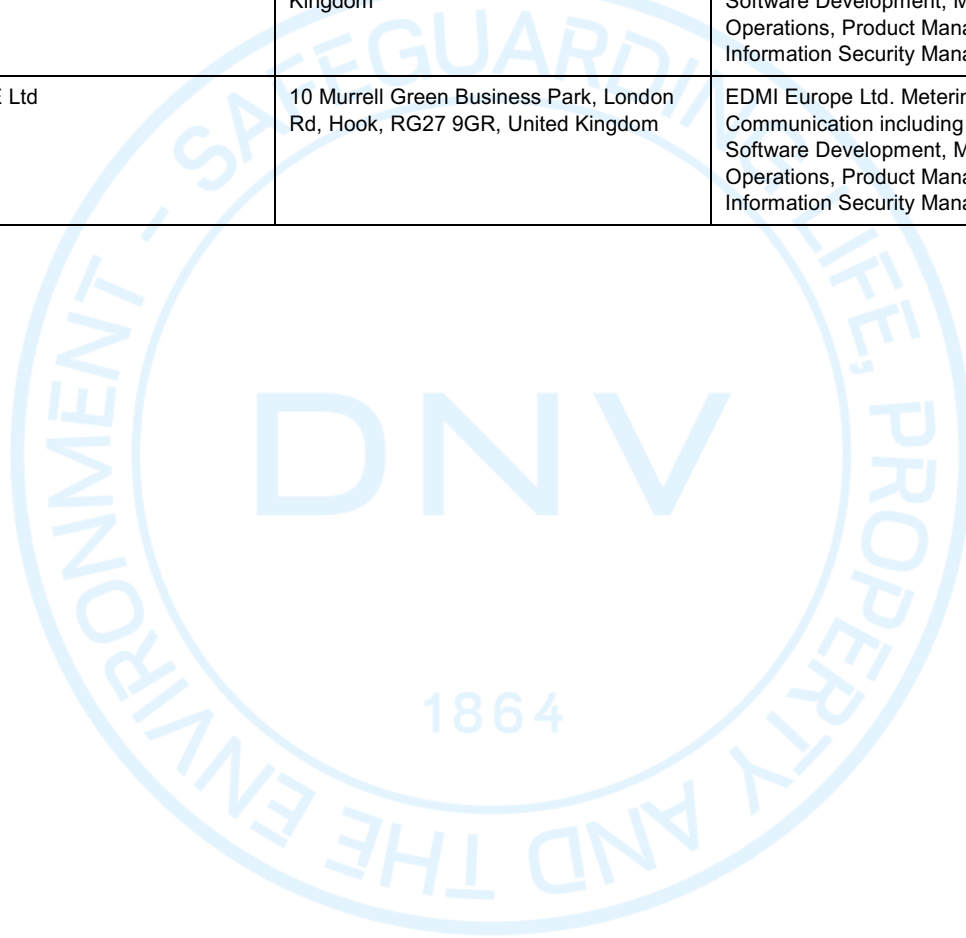 Kingdom
Software Development, M
Operations, Product Mana
Information Security Mana
E Ltd
10 Murrell Green Business Park, London
Rd, Hook, RG27 9GR, United Kingdom
EDMI Europe Ltd. Meterin
Communication including
Software Development, M
Operations, Product Mana
Information Security Mana
SAFEGUARDING LIFE, PROPERTY AND THE ENVIRONMENT -
DNV
1864